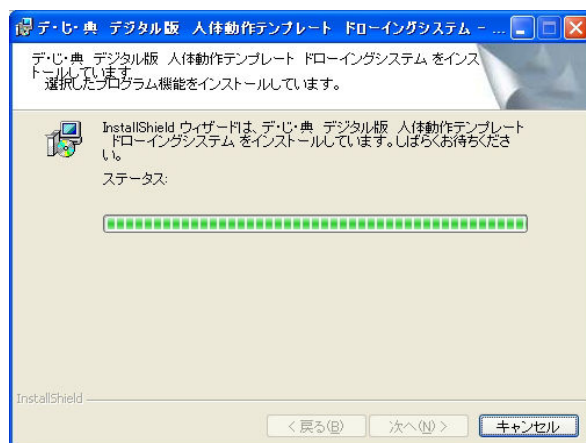 デ・じ・典 デジタル版 人体動作テンプレート ドローイングシステム - ...
デ・じ・典 デジタル版 人体動作テンプレート ドローイングシステム をインス
トールしています
選択したプログラム機能をインストールしています。
InstallShield ウィザードは、デ・じ・典 デジタル版 人体動作テンプレート
ドローイングシステム をインストールしています。しばらくお待ちくださ
い。
ステータス:
InstallShield
< 戻る(B) 次へ(N) > キャンセル